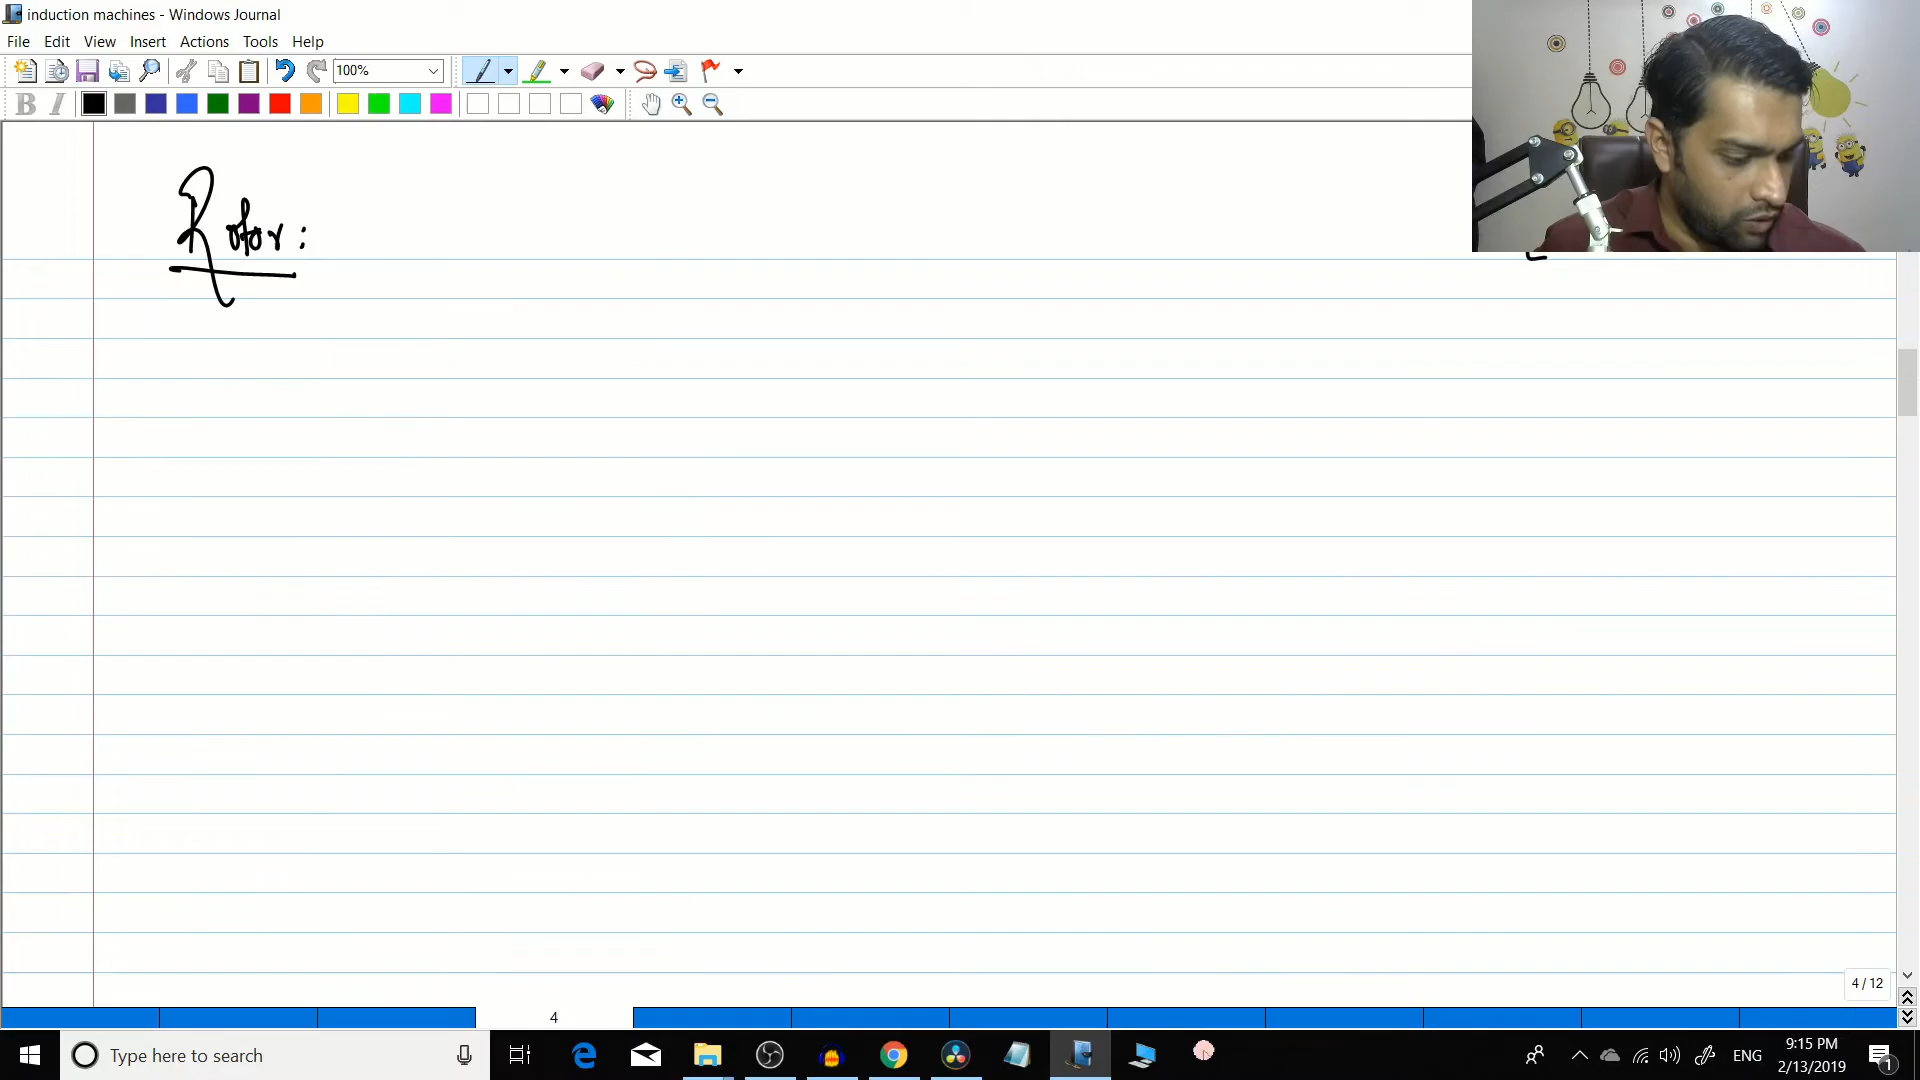 induction machines - Windows Journal
File Edit View Insert Actions Tools Help
100%
B I
Rotor:
4 / 12
4
Type here to search
ENG
9:15 PM
2/13/2019
1